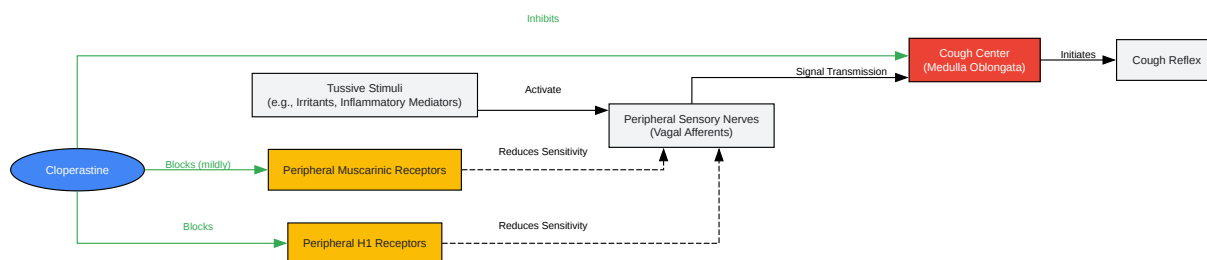 Inhibits
Cough Center
(Medulla Oblongata)
Initiates
Cough Reflex
Signal Transmission
Tussive Stimuli
(e.g., Irritants, Inflammatory Mediators)
Activate
Peripheral Sensory Nerves
(Vagal Afferents)
Cloperastine
Blocks (mildly)
Peripheral Muscarinic Receptors
Reduces Sensitivity
Blocks
Peripheral H1 Receptors
Reduces Sensitivity